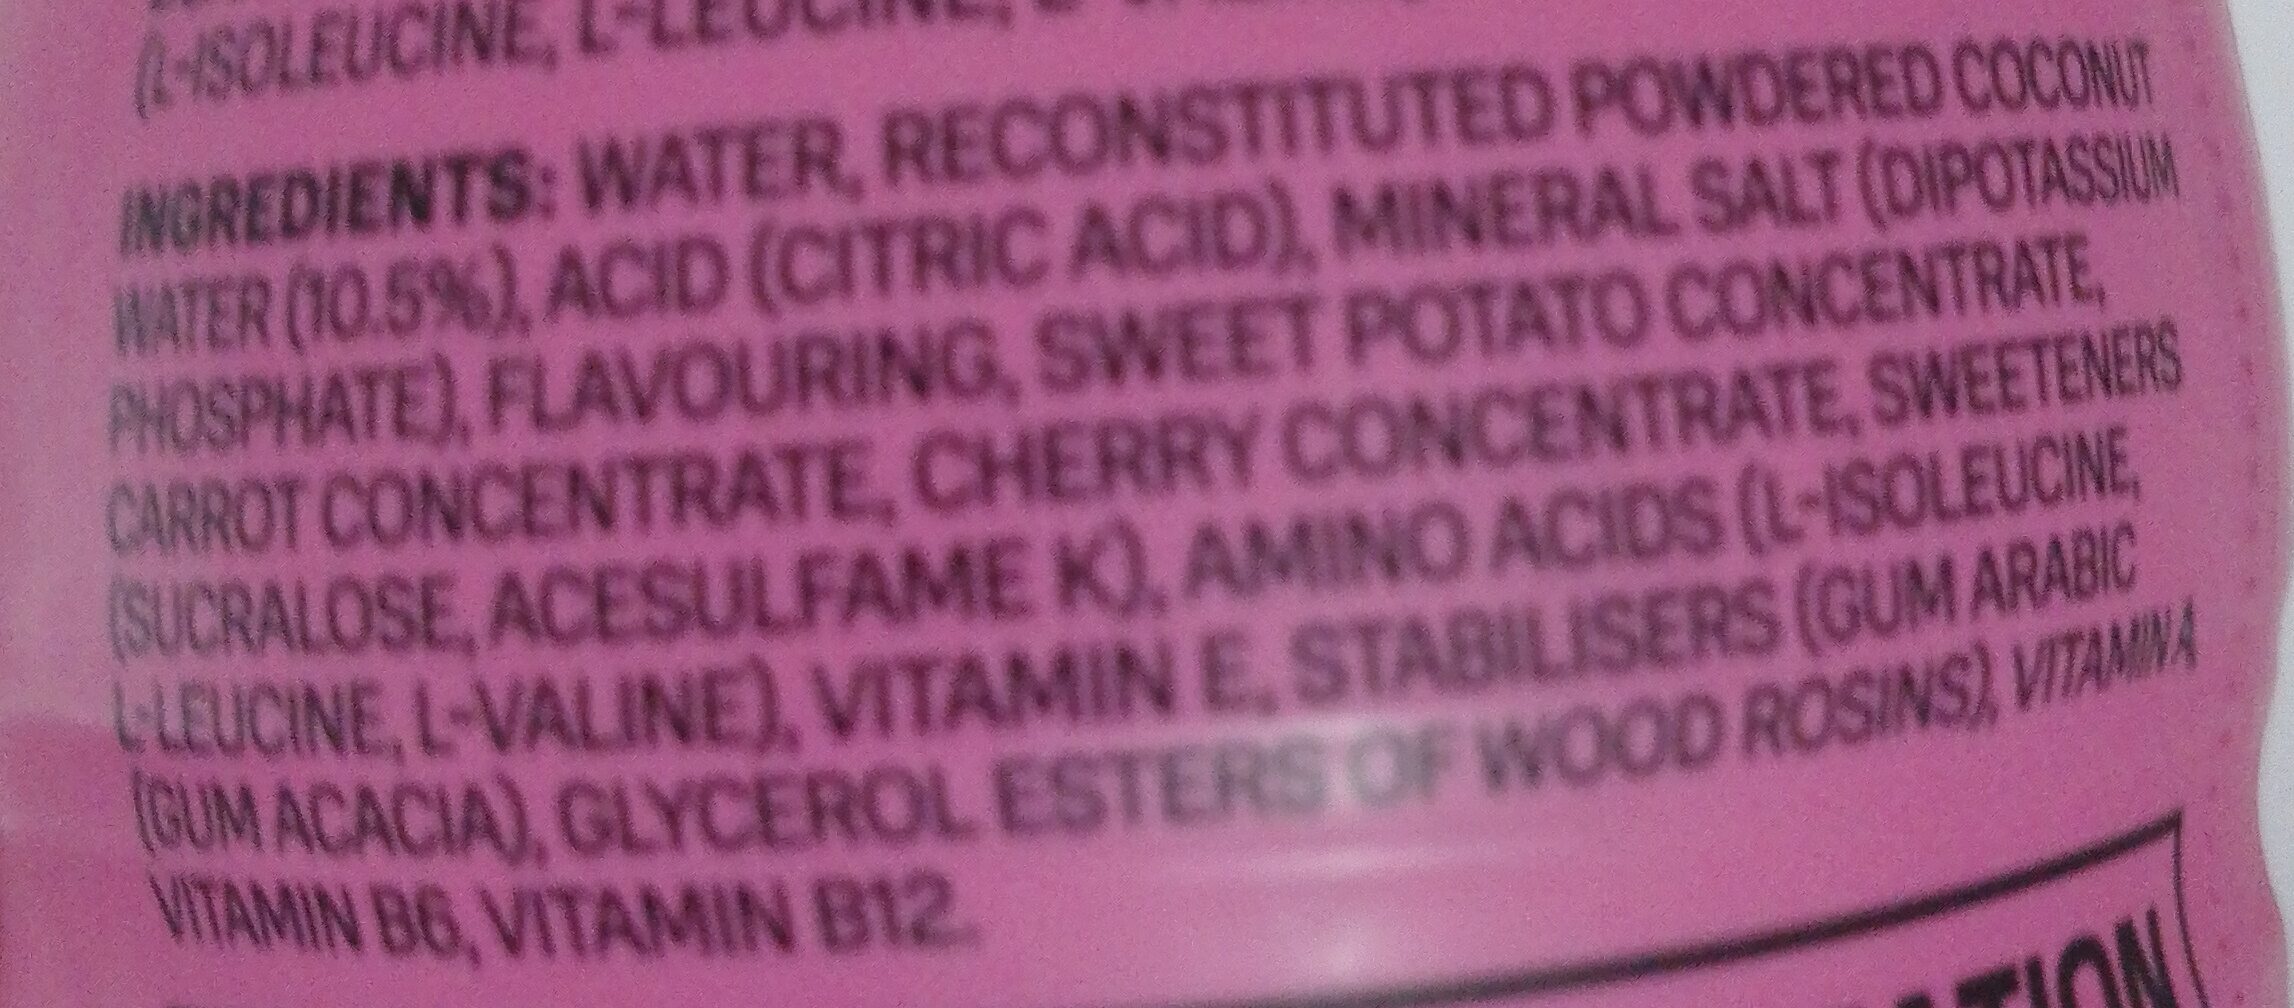 (L-ISOLEUCINE, L-LEUCINE,
INGREDIENTS: WATER, RECONSTITUTED POWDERED COCONUT
WATER (10.5%), ACID (CITRIC ACID), MINERAL SALT (DIPOTASSIUM
PHOSPHATE), FLAVOURING, SWEET POTATO CONCENTRATE,
CARROT CONCENTRATE, CHERRY CONCENTRATE, SWEETENERS
(SUCRALOSE, ACESULFAME K), AMINO ACIDS (L-ISOLEUCINE,
L-LEUCINE, L-VALINE), VITAMIN E, STABILISERS (GUM ARABIC
(GUM ACACIA), GLYCEROL ESTERS OF WOOD ROSINS), VITAMIN A
VITAMIN B6, VITAMIN B12.